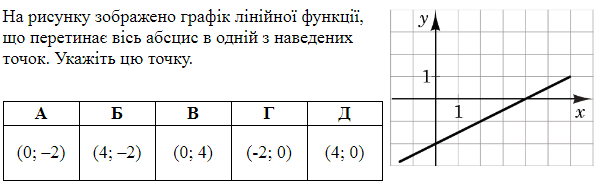 На рисунку зображено графік лінійної функції,
що перетинає вісь абсцис в одній з наведених
точок. Укажіть цю точку.
А Б В Г Д
(0; –2) (4; –2) (0; 4) (-2; 0) (4; 0)
y
1
1
x